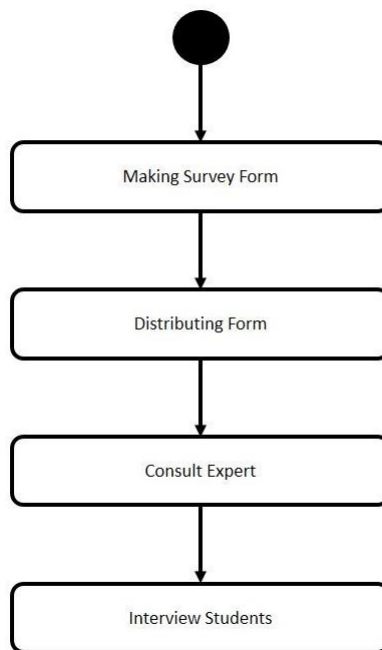 Making Survey Form
Distributing Form
Consult Expert
Interview Students